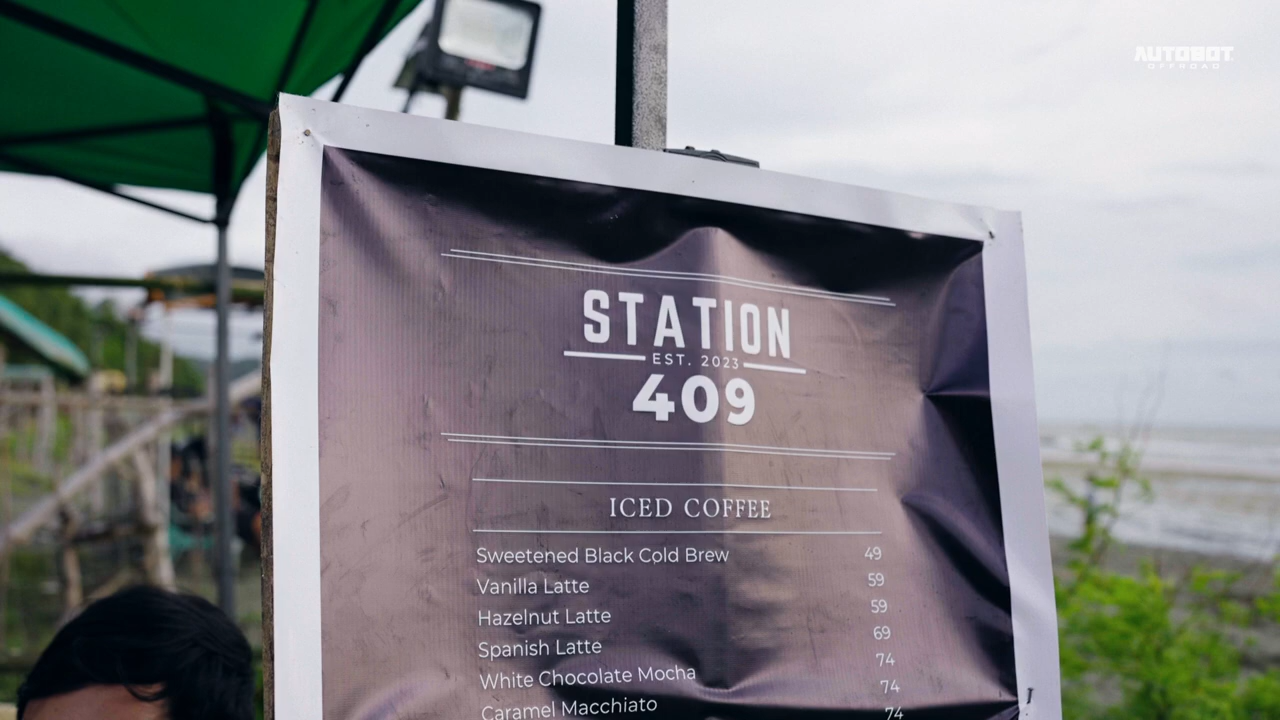 AUTOBOT
OFFROAD
STATION
EST. 2023
409
ICED COFFEE
Sweetened Black Cold Brew 49
Vanilla Latte 59
Hazelnut Latte 59
Spanish Latte 69
White Chocolate Mocha 74
Caramel Macchiato 74
74